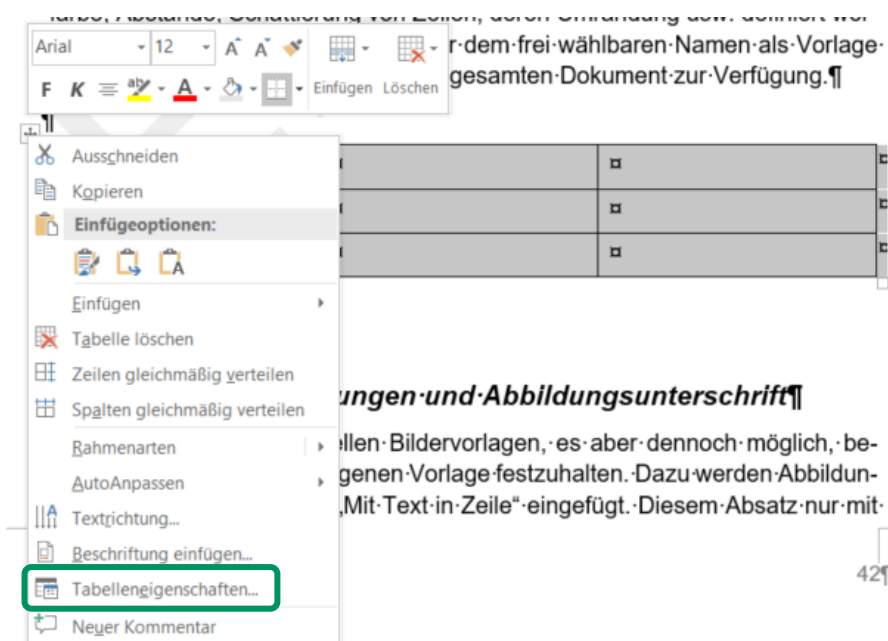 farbe, Abstände, Schattierung von Zeilen, deren Umrandung usw. definiert wer-
r·dem·frei·wählbaren·Namen·als·Vorlage·
gesamten·Dokument·zur·Verfügung.¶
Arial 12 A A
F K aby A Einfügen Löschen
¶
Ausschneiden
Kopieren
Einfügeoptionen:
A
Einfügen
Tabelle löschen
Zeilen gleichmäßig verteilen
Spalten gleichmäßig verteilen
Rahmenarten
AutoAnpassen
Textrichtung...
Beschriftung einfügen...
Tabelleneigenschaften...
Neuer Kommentar
¤ ¤
¤ ¤
¤ ¤
ungen·und·Abbildungsunterschrift¶
ellen·Bildervorlagen,·es·aber·dennoch·möglich,·be-
genen·Vorlage·festzuhalten.·Dazu·werden·Abbildun-
„Mit·Text·in·Zeile“·eingefügt.·Diesem·Absatz·nur·mit·
42¶